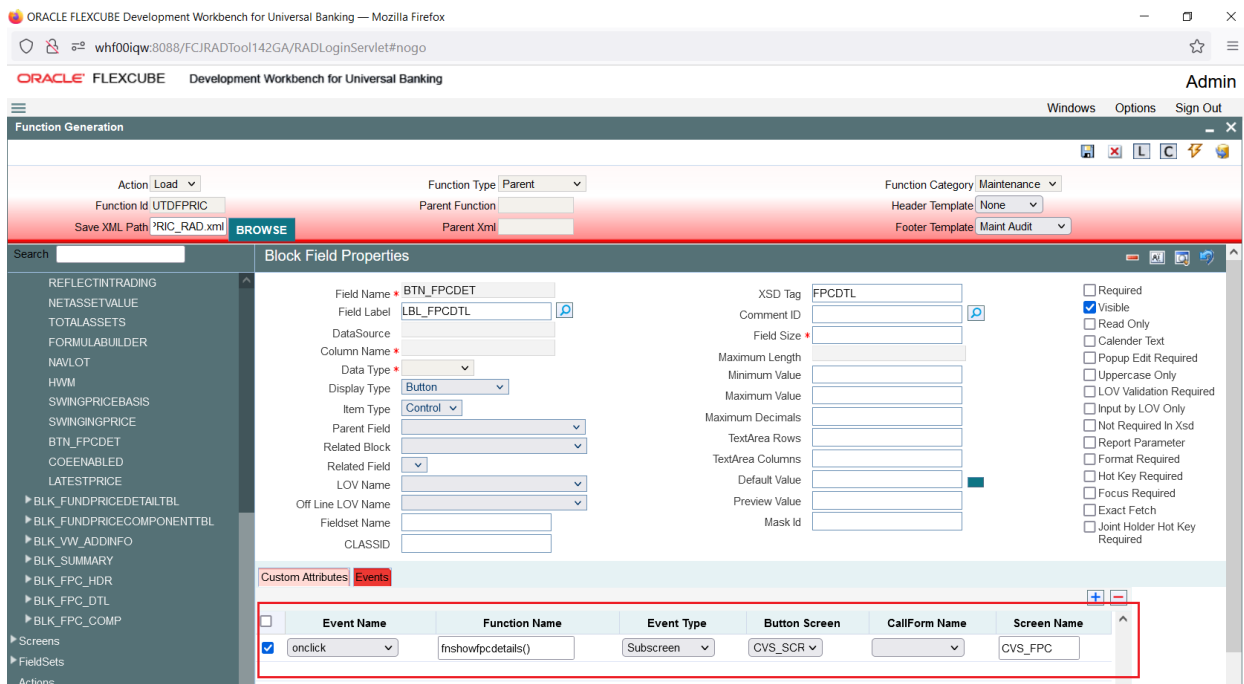 ORACLE FLEXCUBE Development Workbench for Universal Banking — Mozilla Firefox
whf00iqw:8088/FCJRADTool142GA/RADLoginServlet#nogo
ORACLE FLEXCUBE Development Workbench for Universal Banking
Admin
Windows Options Sign Out
Function Generation
L C
Action Load Function Type Parent Function Category Maintenance
Function Id UTDFPRIC Parent Function Header Template None
Save XML Path PRIC_RAD.xml BROWSE Parent Xml Footer Template Maint Audit
Search
REFLECTINTRADING
NETASSETVALUE
TOTALASSETS
FORMULABUILDER
NAVLOT
HWM
SWINGPRICEBASIS
SWINGINGPRICE
BTN_FPCDET
COEENABLED
LATESTPRICE
BLK_FUNDPRICEDETAILTBL
BLK_FUNDPRICECOMPONENTTBL
BLK_VW_ADDINFO
BLK_SUMMARY
BLK_FPC_HDR
BLK_FPC_DTL
BLK_FPC_COMP
Screens
FieldSets
Actions
Block Field Properties
Field Name * BTN_FPCDET
Field Label LBL_FPCDTL
DataSource
Column Name *
Data Type *
Display Type Button
Item Type Control
Parent Field
Related Block
Related Field
LOV Name
Off Line LOV Name
Fieldset Name
CLASSID
XSD Tag FPCDTL
Comment ID
Field Size *
Maximum Length
Minimum Value
Maximum Value
Maximum Decimals
TextArea Rows
TextArea Columns
Default Value
Preview Value
Mask Id
Required
Visible
Read Only
Calender Text
Popup Edit Required
Uppercase Only
LOV Validation Required
Input by LOV Only
Not Required In Xsd
Report Parameter
Format Required
Hot Key Required
Focus Required
Exact Fetch
Joint Holder Hot Key
Required
Custom Attributes Events
Event Name Function Name Event Type Button Screen CallForm Name Screen Name
onclick fnshowfpcdetails() Subscreen CVS_SCR CVS_FPC